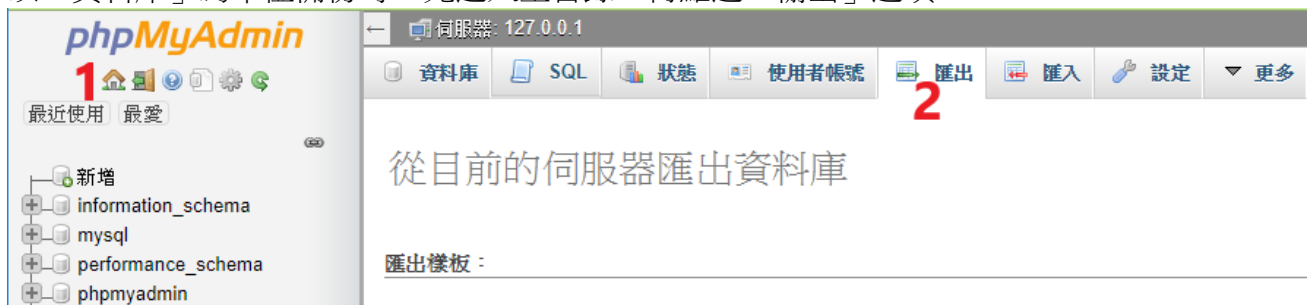 phpMyAdmin
1
最近使用 最愛
新增
information_schema
mysql
performance_schema
phpmyadmin
← 伺服器: 127.0.0.1
資料庫 SQL 狀態 使用者帳號 匯出 匯入 設定 ▼ 更多
2
從目前的伺服器匯出資料庫
匯出樣板：